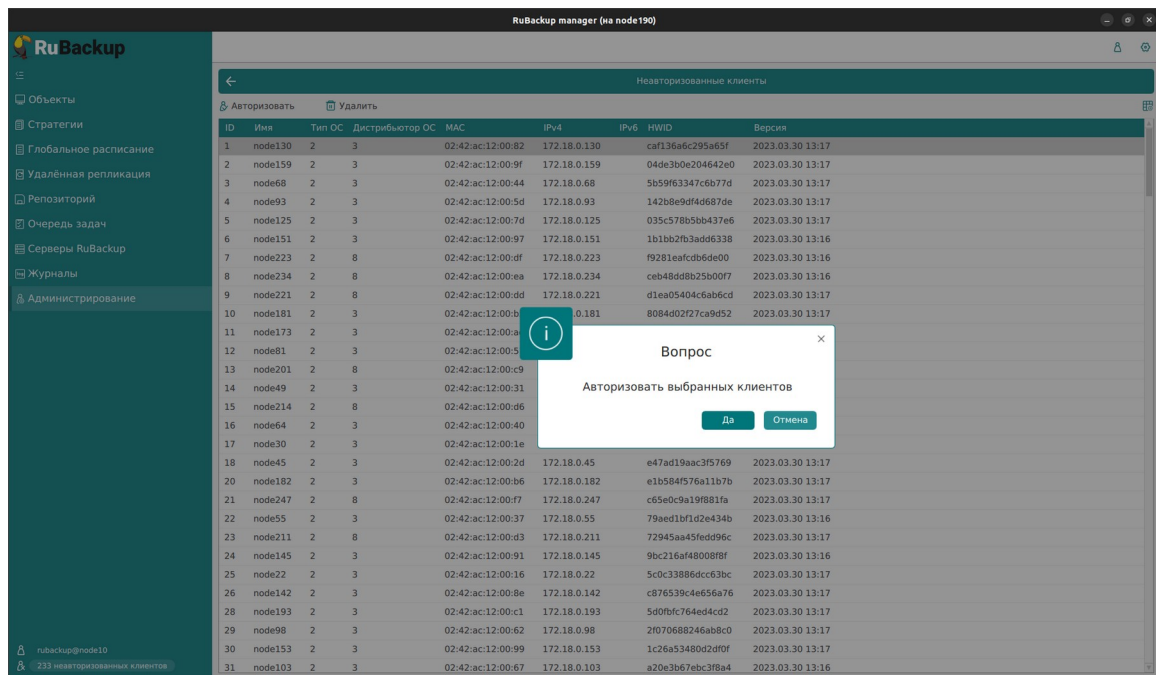 RuBackup manager (на node190)
RuBackup
Объекты
Стратегии
Глобальное расписание
Удалённая репликация
Репозиторий
Очередь задач
Серверы RuBackup
Журналы
Администрирование
rubackup@node10
233 неавторизованных клиентов
Неавторизованные клиенты
Авторизовать Удалить
ID Имя Тип ОС Дистрибьютор ОС MAC IPv4 IPv6 HWID Версия
1 node130 2 3 02:42:ac:12:00:82 172.18.0.130 caf136a6c295a65f 2023.03.30 13:17
2 node159 2 3 02:42:ac:12:00:9f 172.18.0.159 04de3b0e204642e0 2023.03.30 13:17
3 node68 2 3 02:42:ac:12:00:44 172.18.0.68 5b59f63347c6b77d 2023.03.30 13:17
4 node93 2 3 02:42:ac:12:00:5d 172.18.0.93 142b8e9df4d687de 2023.03.30 13:17
5 node125 2 3 02:42:ac:12:00:7d 172.18.0.125 035c578b5bb437e6 2023.03.30 13:17
6 node151 2 3 02:42:ac:12:00:97 172.18.0.151 1b1bb2fb3add6338 2023.03.30 13:16
7 node223 2 8 02:42:ac:12:00:df 172.18.0.223 f9281eafcdb6de00 2023.03.30 13:16
8 node234 2 8 02:42:ac:12:00:ea 172.18.0.234 ceb48dd8b25b00f7 2023.03.30 13:16
9 node221 2 8 02:42:ac:12:00:dd 172.18.0.221 d1ea05404c6ab6cd 2023.03.30 13:17
10 node181 2 3 02:42:ac:12:00:b .0.181 8084d02f27ca9d52 2023.03.30 13:17
11 node173 2 3 02:42:ac:12:00:a
12 node81 2 3 02:42:ac:12:00:5
13 node201 2 8 02:42:ac:12:00:c9
14 node49 2 3 02:42:ac:12:00:31
15 node214 2 8 02:42:ac:12:00:d6
16 node64 2 3 02:42:ac:12:00:40
17 node30 2 3 02:42:ac:12:00:1e
Вопрос
Авторизовать выбранных клиентов
Да Отмена
18 node45 2 3 02:42:ac:12:00:2d 172.18.0.45 e47ad19aac3f5769 2023.03.30 13:17
20 node182 2 3 02:42:ac:12:00:b6 172.18.0.182 e1b584f576a11b7b 2023.03.30 13:17
21 node247 2 8 02:42:ac:12:00:f7 172.18.0.247 c65e0c9a19f881fa 2023.03.30 13:17
22 node55 2 3 02:42:ac:12:00:37 172.18.0.55 79aed1bf1d2e434b 2023.03.30 13:16
23 node211 2 8 02:42:ac:12:00:d3 172.18.0.211 72945aa45fedd96c 2023.03.30 13:17
24 node145 2 3 02:42:ac:12:00:91 172.18.0.145 9bc216af48008f8f 2023.03.30 13:16
25 node22 2 3 02:42:ac:12:00:16 172.18.0.22 5c0c33886dcc63bc 2023.03.30 13:17
26 node142 2 3 02:42:ac:12:00:8e 172.18.0.142 c876539c4e656a76 2023.03.30 13:17
28 node193 2 3 02:42:ac:12:00:c1 172.18.0.193 5d0fbfc764ed4cd2 2023.03.30 13:17
29 node98 2 3 02:42:ac:12:00:62 172.18.0.98 2f070688246ab8c0 2023.03.30 13:17
30 node153 2 3 02:42:ac:12:00:99 172.18.0.153 1c26a53480d2df0f 2023.03.30 13:17
31 node103 2 3 02:42:ac:12:00:67 172.18.0.103 a20e3b67ebc3f8a4 2023.03.30 13:16